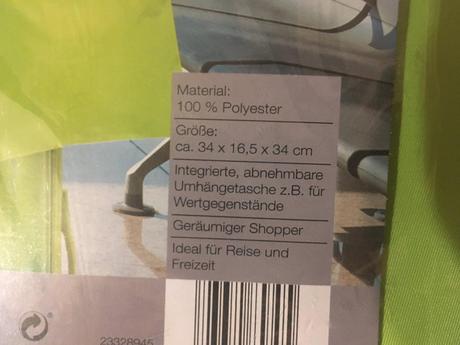 Material:
100 % Polyester
Größe:
ca. 34 x 16,5 x 34 cm
Integrierte, abnehmbare
Umhängetasche z.B. für
Wertgegenstände
Geräumiger Shopper
Ideal für Reise und
Freizeit
23328945